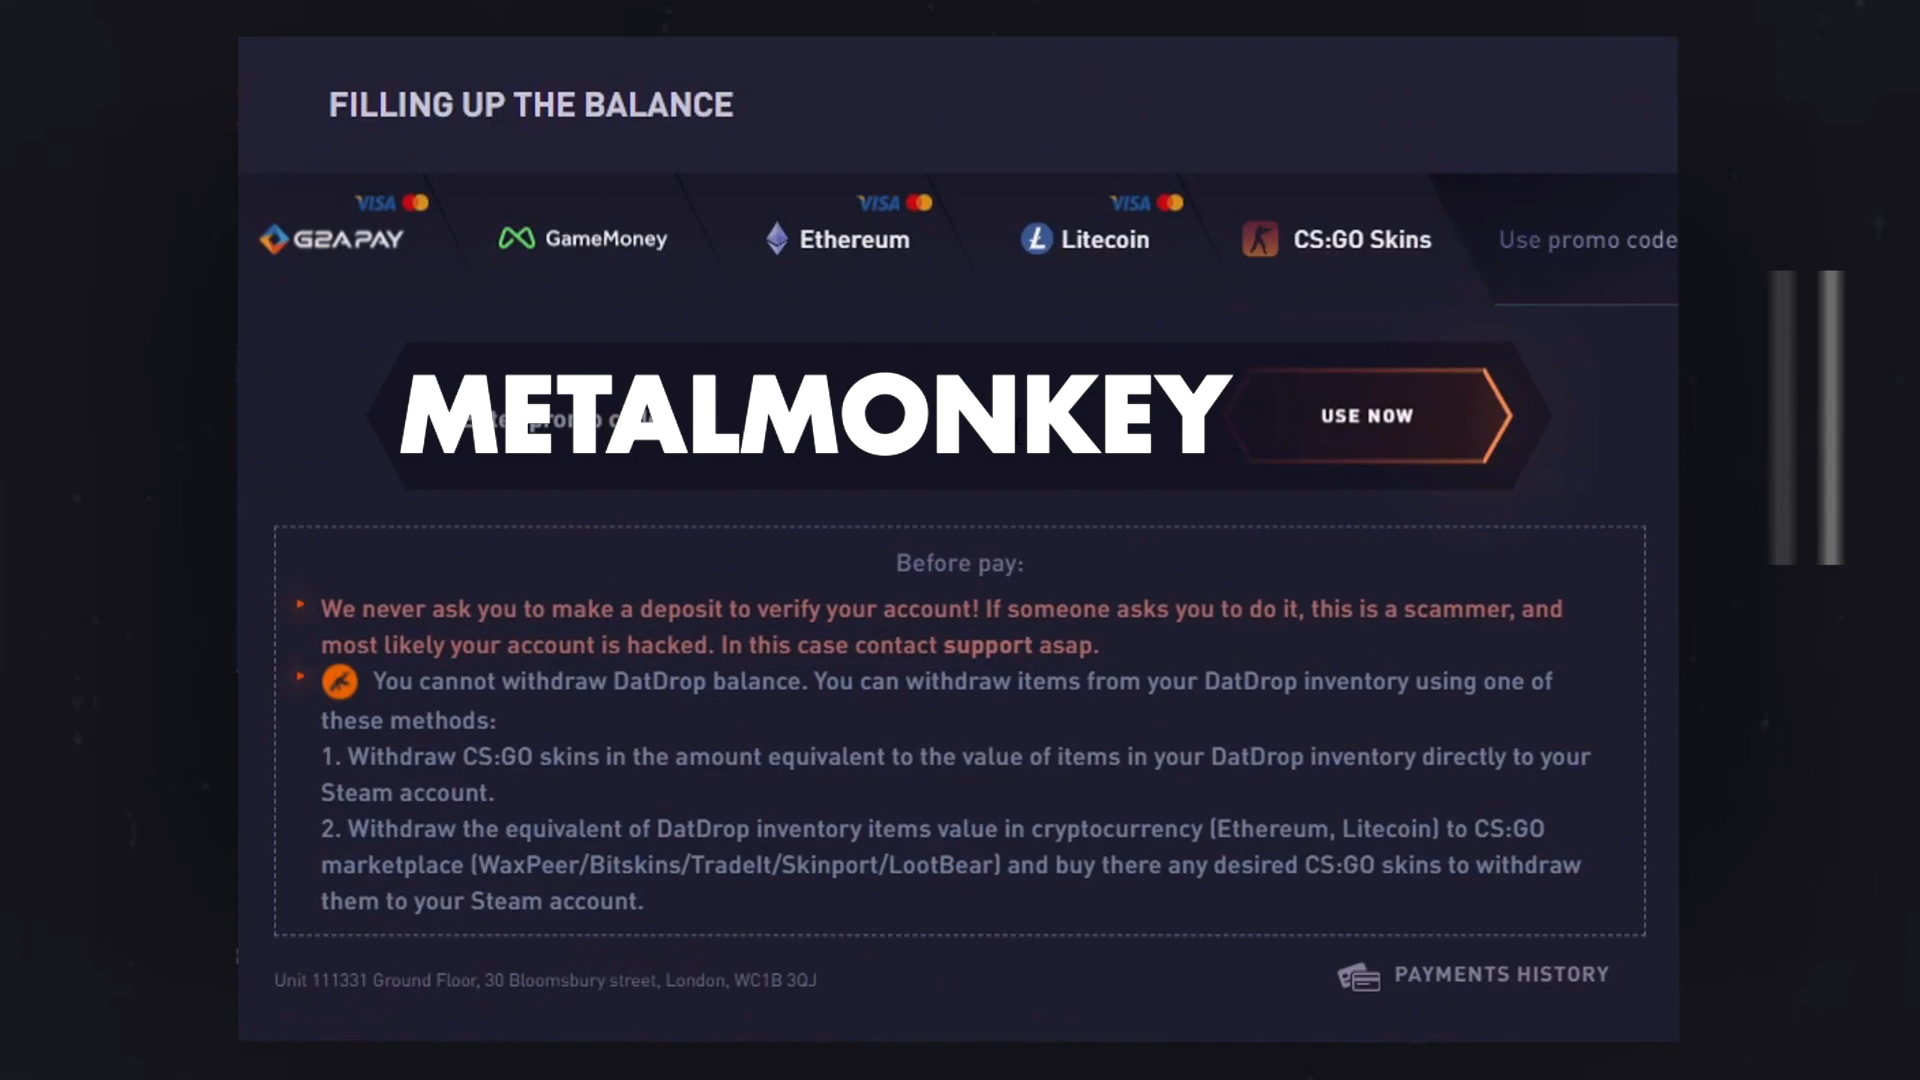 FILLING UP THE BALANCE
VISA VISA VISA
G2A PAY GameMoney Ethereum Litecoin CS:GO Skins Use promo code
METALMONKEY USE NOW
Before pay:
We never ask you to make a deposit to verify your account! If someone asks you to do it, this is a scammer, and
most likely your account is hacked. In this case contact support asap.
You cannot withdraw DatDrop balance. You can withdraw items from your DatDrop inventory using one of
these methods:
1. Withdraw CS:GO skins in the amount equivalent to the value of items in your DatDrop inventory directly to your
Steam account.
2. Withdraw the equivalent of DatDrop inventory items value in cryptocurrency (Ethereum, Litecoin) to CS:GO
marketplace (WaxPeer/Bitskins/TradeIt/Skinport/LootBear) and buy there any desired CS:GO skins to withdraw
them to your Steam account.
Unit 111331 Ground Floor, 30 Bloomsbury street, London, WC1B 3QJ
PAYMENTS HISTORY